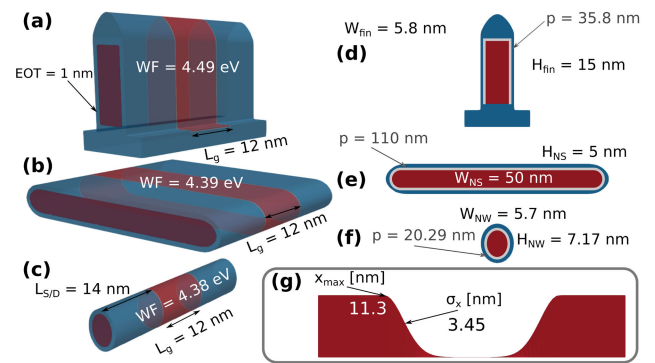 (a)
WF = 4.49 eV
EOT = 1 nm
L_g = 12 nm
(b)
WF = 4.39 eV
L_g = 12 nm
(c)
L_S/D = 14 nm
WF = 4.38 eV
L_g = 12 nm
W_fin = 5.8 nm
p = 35.8 nm
(d)
H_fin = 15 nm
p = 110 nm
H_NS = 5 nm
(e)
W_NS = 50 nm
W_NW = 5.7 nm
(f)
p = 20.29 nm
H_NW = 7.17 nm
(g)
x_max [nm]
11.3
σ_x [nm]
3.45